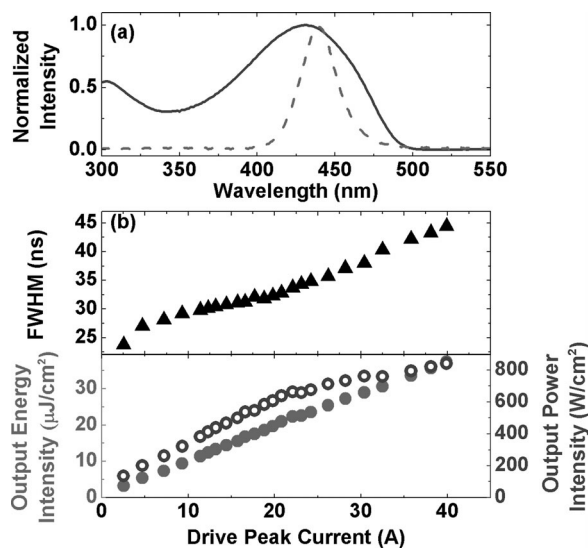 (a)
Normalized
Intensity
1.0
0.5
0.0
300 350 400 450 500 550
Wavelength (nm)
(b)
FWHM (ns)
45
40
35
30
25
Output Energy
Intensity (μJ/cm²)
30
20
10
0
Output Power
Intensity (W/cm²)
800
600
400
200
0
0 10 20 30 40
Drive Peak Current (A)